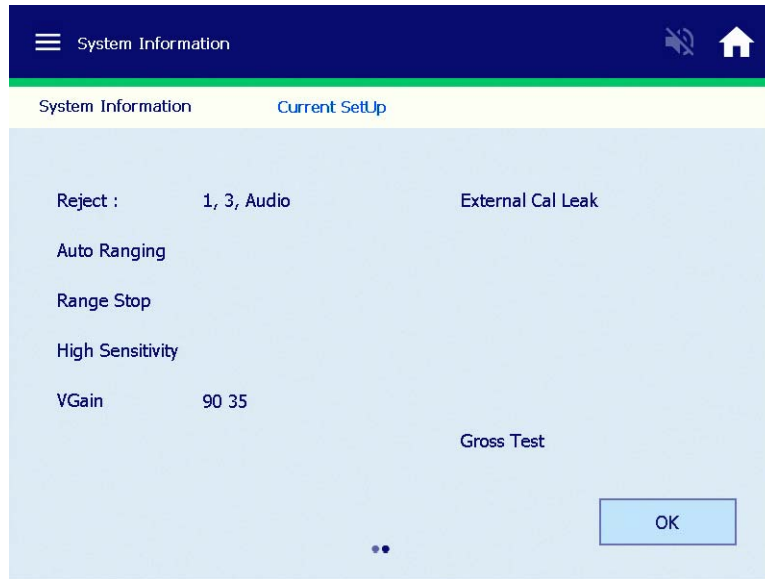 System Information
System Information Current SetUp
Reject : 1, 3, Audio External Cal Leak
Auto Ranging
Range Stop
High Sensitivity
VGain 90 35
Gross Test
OK